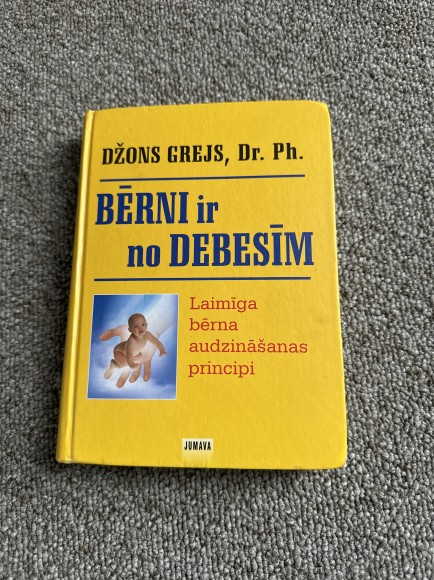 DŽONS GREJS, Dr. Ph.
BĒRNI ir
no DEBESĪM
Laimīga
bērna
audzināšanas
principi
JUMAVA